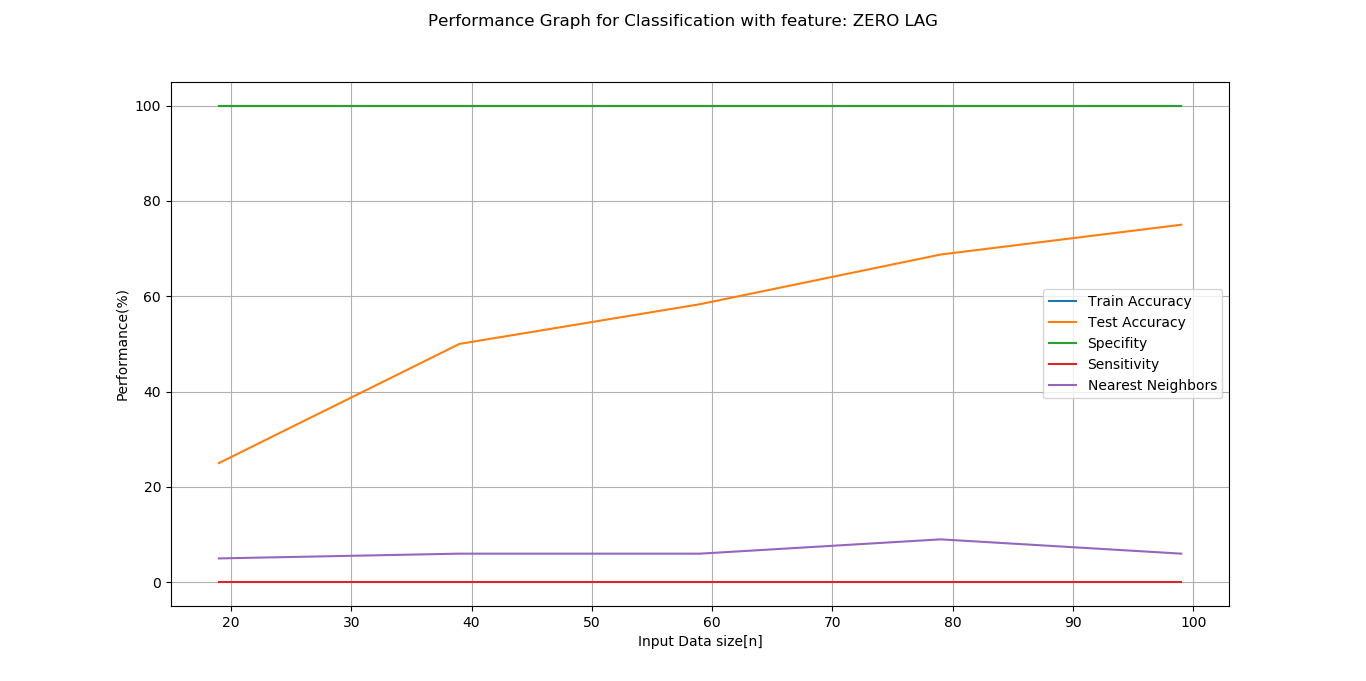 Performance Graph for Classification with feature: ZERO LAG
100
80
60
40
20
0
Performance(%)
Train Accuracy
Test Accuracy
Specifity
Sensitivity
Nearest Neighbors
20 30 40 50 60 70 80 90 100
Input Data size[n]